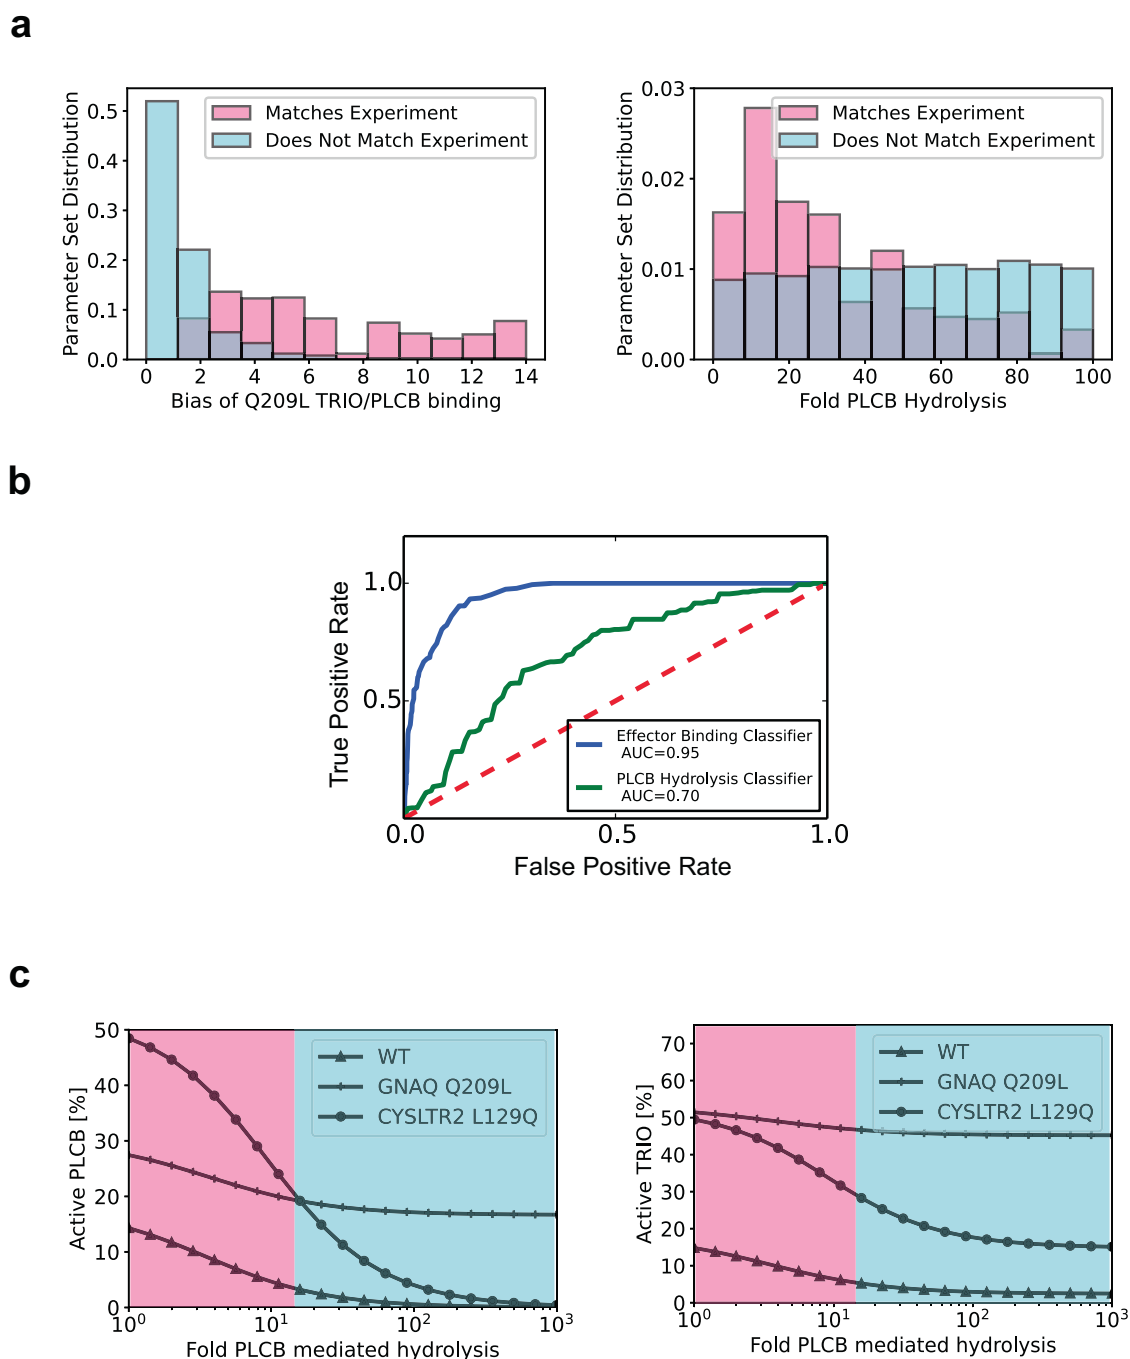 a
Parameter Set Distribution
0.5
0.4
0.3
0.2
0.1
0.0
Matches Experiment
Does Not Match Experiment
0 2 4 6 8 10 12 14
Bias of Q209L TRIO/PLCB binding
Parameter Set Distribution
0.03
0.02
0.01
0.00
Matches Experiment
Does Not Match Experiment
0 20 40 60 80 100
Fold PLCB Hydrolysis
b
True Positive Rate
1.0
0.5
Effector Binding Classifier
AUC=0.95
PLCB Hydrolysis Classifier
AUC=0.70
0.0 0.5 1.0
False Positive Rate
c
Active PLCB [%]
50
40
30
20
10
0
WT
GNAQ Q209L
CYSLTR2 L129Q
10⁰ 10¹ 10² 10³
Fold PLCB mediated hydrolysis
Active TRIO [%]
70
60
50
40
30
20
10
0
WT
GNAQ Q209L
CYSLTR2 L129Q
10⁰ 10¹ 10² 10³
Fold PLCB mediated hydrolysis